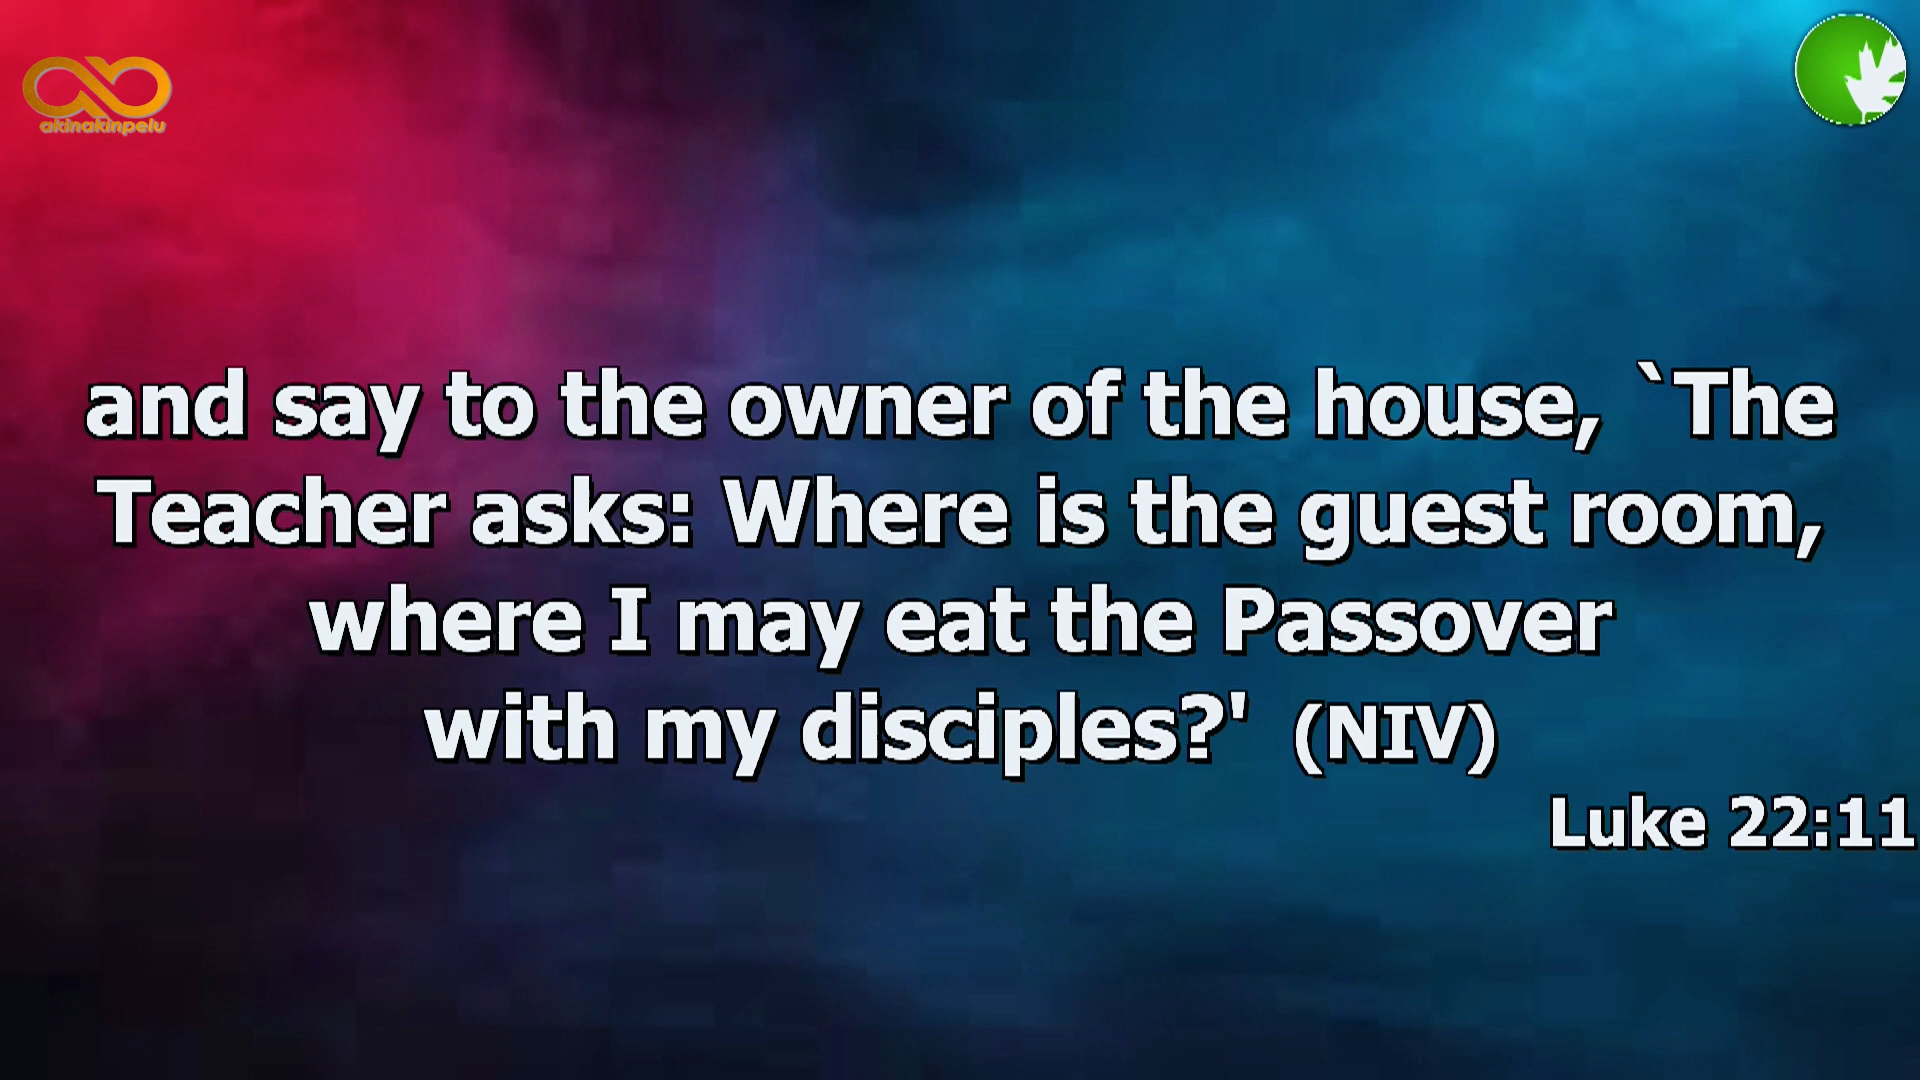 akinakinpelu
and say to the owner of the house, `The
Teacher asks: Where is the guest room,
where I may eat the Passover
with my disciples?' (NIV)
Luke 22:11